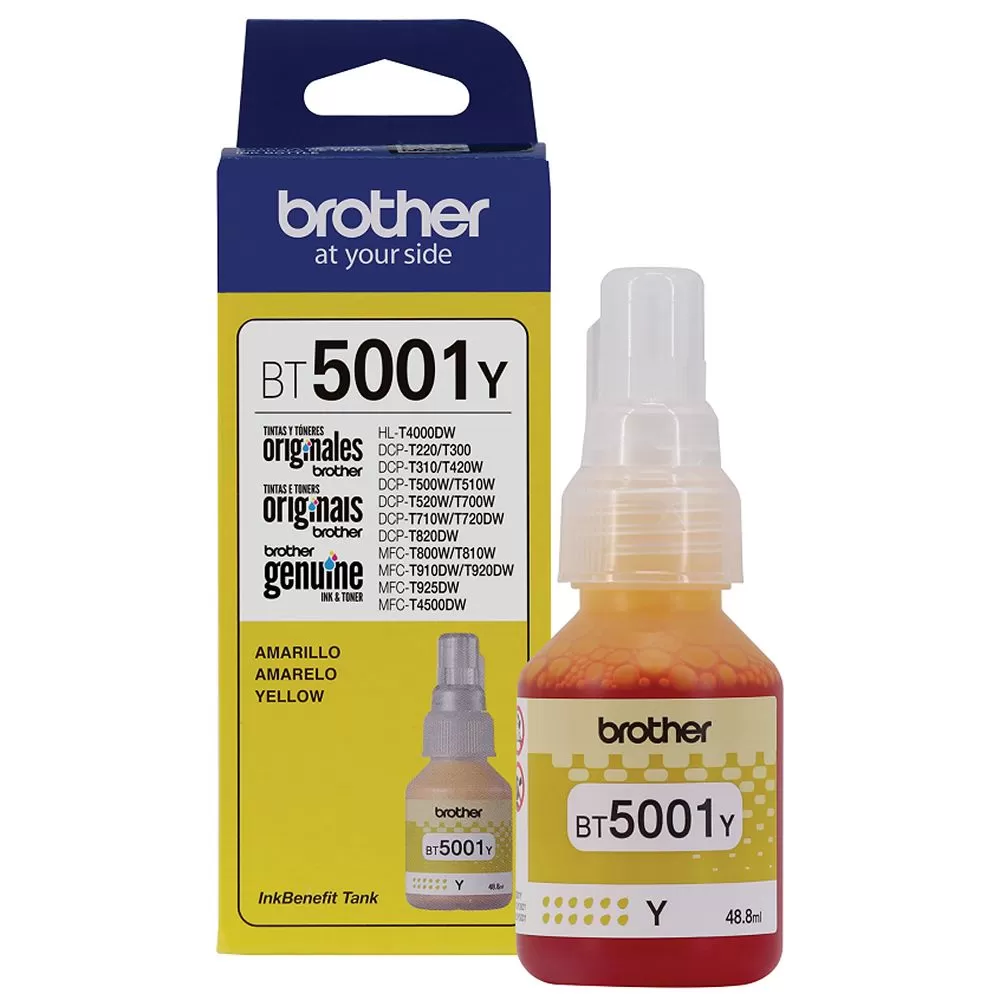 brother
at your side
BT5001Y
TINTAS Y TÓNERES
originales
brother
TINTAS E TONERS
originais
brother
brother
genuine
INK & TONER
HL-T4000DW
DCP-T220/T300
DCP-T310/T420W
DCP-T500W/T510W
DCP-T520W/T700W
DCP-T710W/T720DW
DCP-T820DW
MFC-T800W/T810W
MFC-T910DW/T920DW
MFC-T925DW
MFC-T4500DW
AMARILLO
AMARELO
YELLOW
brother
BT5001Y
Y 48.8ml
InkBenefit Tank
brother
BT5001Y
Y 48.8ml